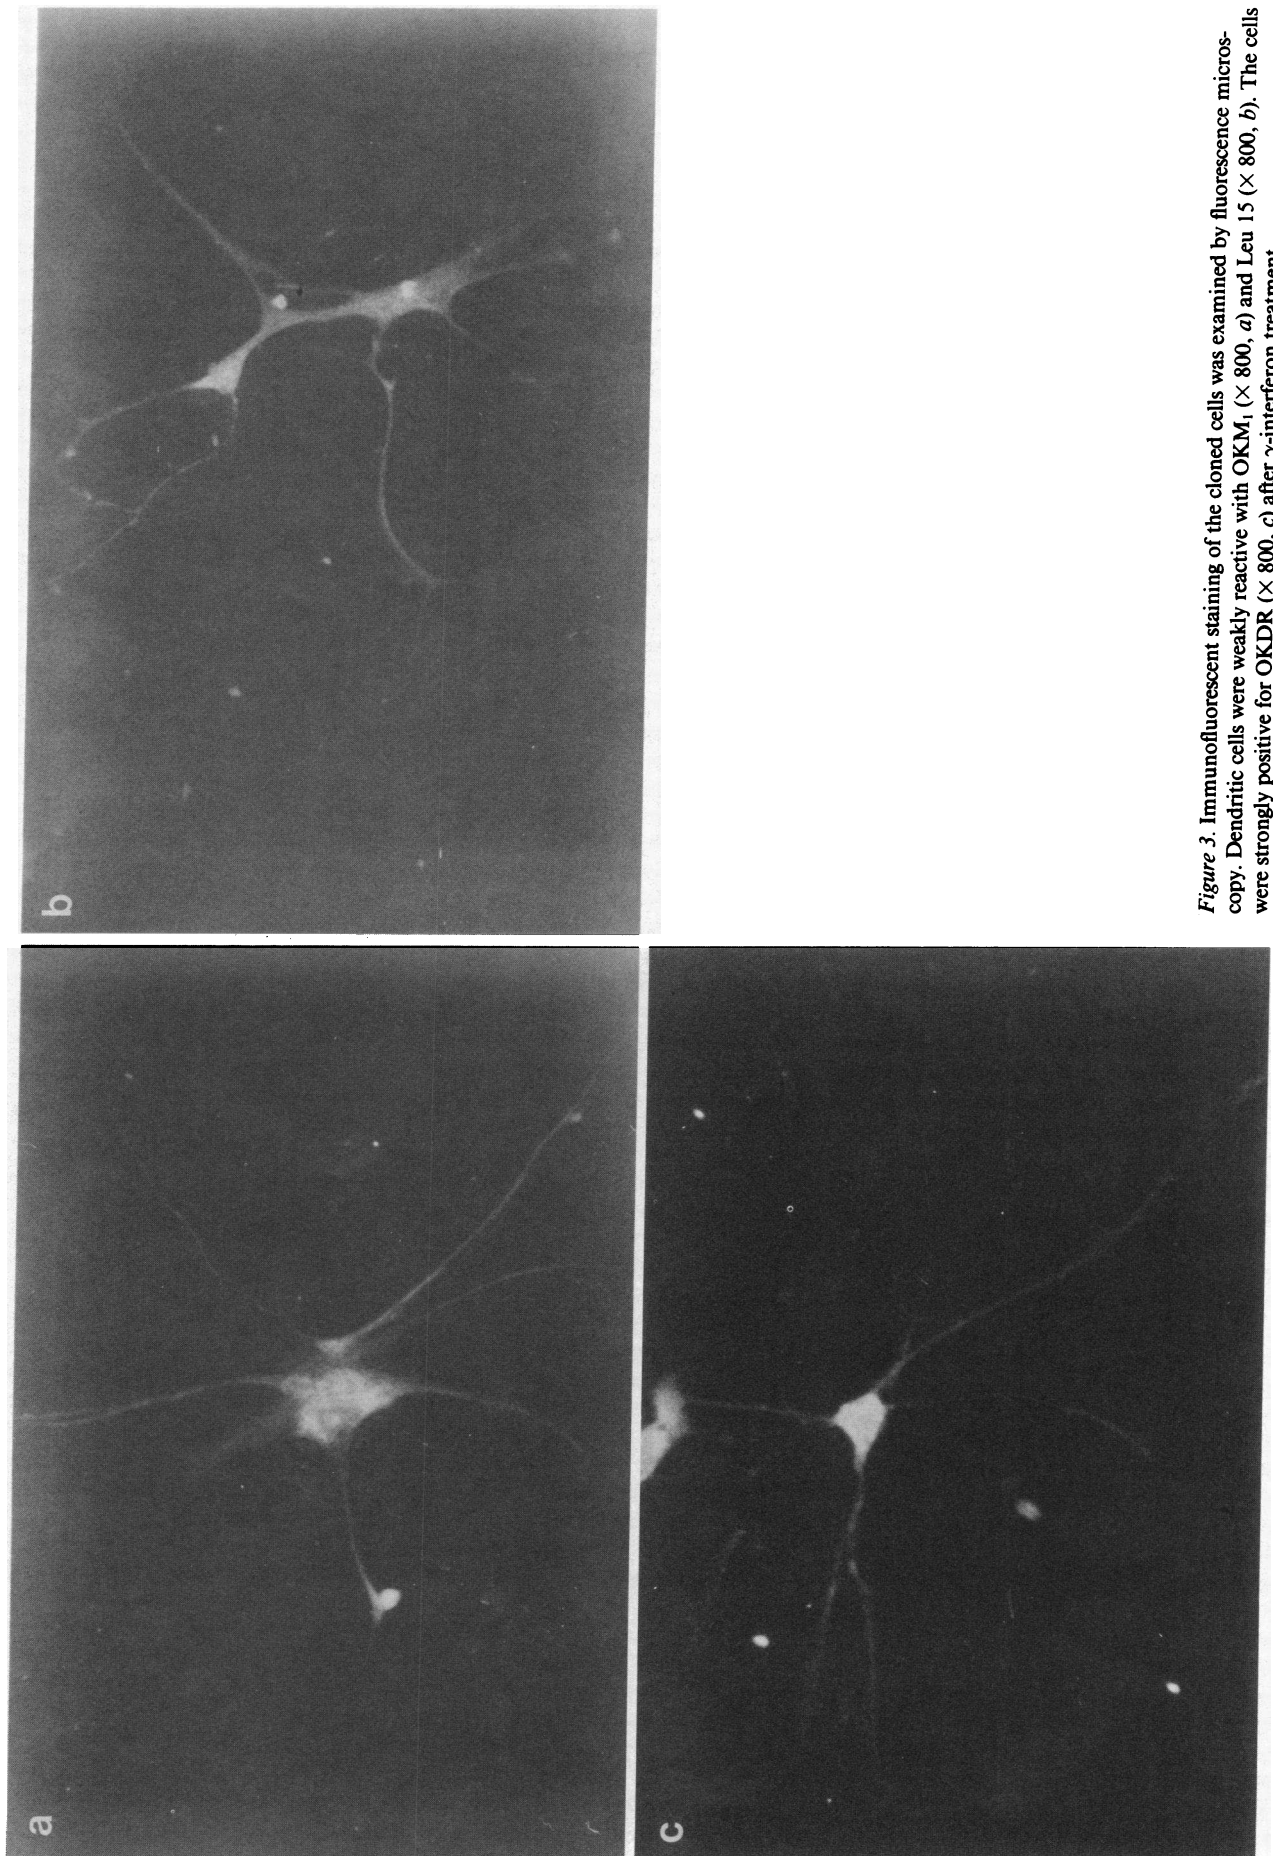 a
b
c
Figure 3. Immunofluorescent staining of the cloned cells was examined by fluorescence micros-
copy. Dendritic cells were weakly reactive with OKM₁ (× 800, a) and Leu 15 (× 800, b). The cells
were strongly positive for OKDR (× 800, c) after γ-interferon treatment